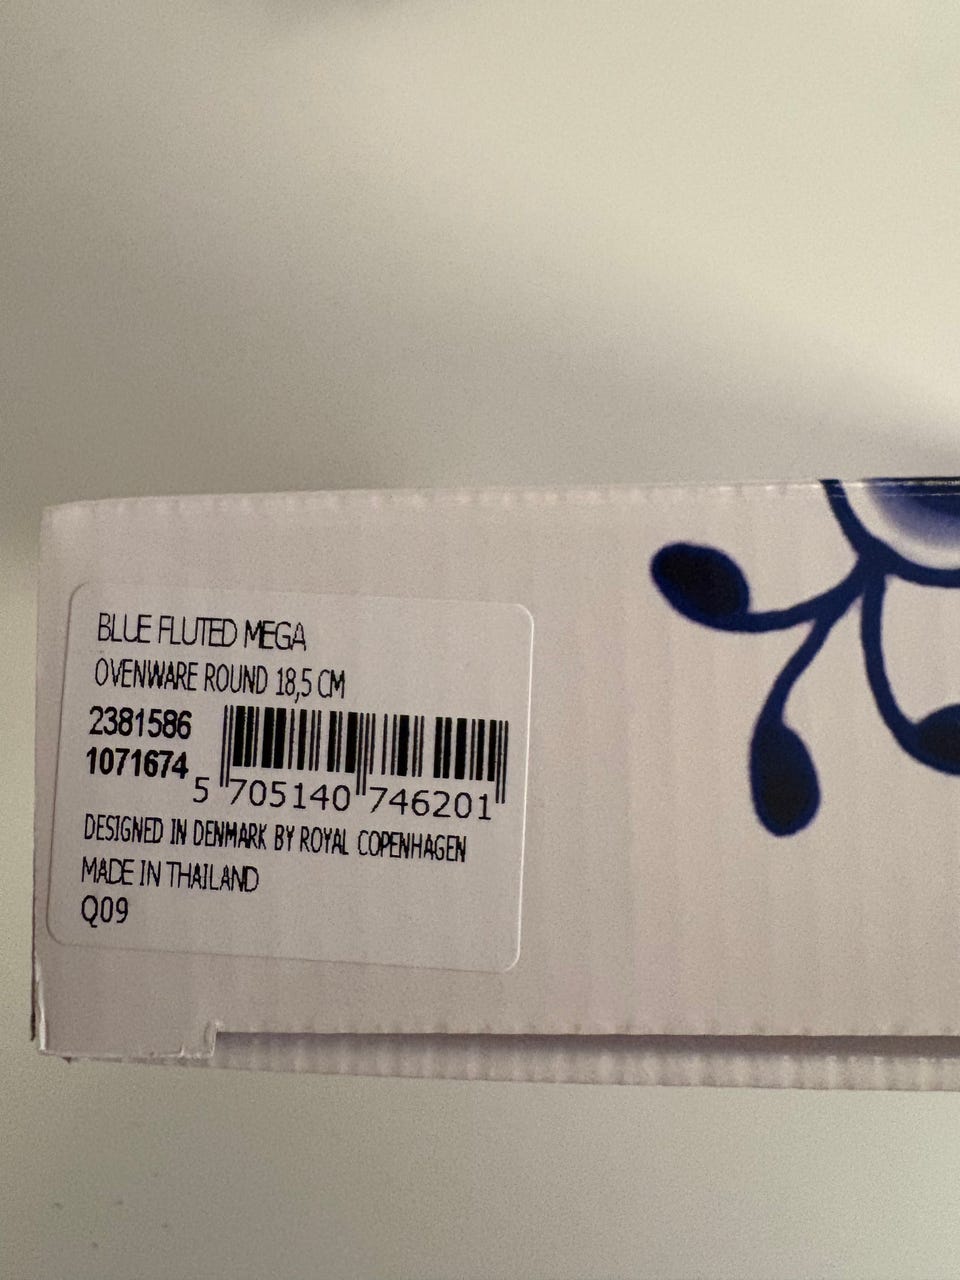 BLUE FLUTED MEGA
OVENWARE ROUND 18,5 CM
2381586
1071674
5 705140 746201
DESIGNED IN DENMARK BY ROYAL COPENHAGEN
MADE IN THAILAND
Q09